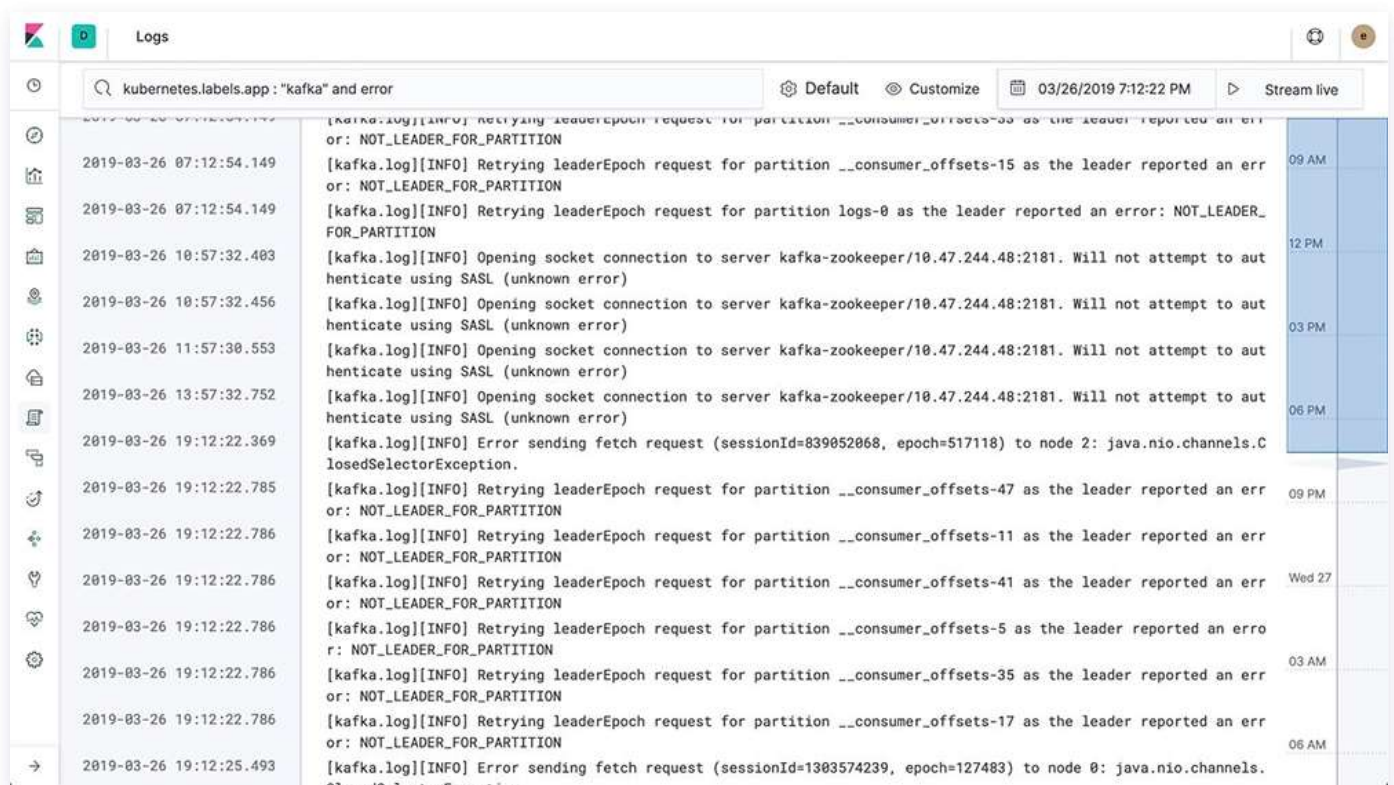 D
Logs
e
kubernetes.labels.app : "kafka" and error
Default
Customize
03/26/2019 7:12:22 PM
Stream live
[kafka.log][INFO] Retrying leaderEpoch request for partition __consumer_offsets-33 as the leader reported an err
or: NOT_LEADER_FOR_PARTITION
2019-03-26 07:12:54.149
[kafka.log][INFO] Retrying leaderEpoch request for partition __consumer_offsets-15 as the leader reported an err
or: NOT_LEADER_FOR_PARTITION
2019-03-26 07:12:54.149
[kafka.log][INFO] Retrying leaderEpoch request for partition logs-0 as the leader reported an error: NOT_LEADER_
FOR_PARTITION
2019-03-26 10:57:32.403
[kafka.log][INFO] Opening socket connection to server kafka-zookeeper/10.47.244.48:2181. Will not attempt to aut
henticate using SASL (unknown error)
2019-03-26 10:57:32.456
[kafka.log][INFO] Opening socket connection to server kafka-zookeeper/10.47.244.48:2181. Will not attempt to aut
henticate using SASL (unknown error)
2019-03-26 11:57:30.553
[kafka.log][INFO] Opening socket connection to server kafka-zookeeper/10.47.244.48:2181. Will not attempt to aut
henticate using SASL (unknown error)
2019-03-26 13:57:32.752
[kafka.log][INFO] Opening socket connection to server kafka-zookeeper/10.47.244.48:2181. Will not attempt to aut
henticate using SASL (unknown error)
2019-03-26 19:12:22.369
[kafka.log][INFO] Error sending fetch request (sessionId=839052068, epoch=517118) to node 2: java.nio.channels.C
losedSelectorException.
2019-03-26 19:12:22.785
[kafka.log][INFO] Retrying leaderEpoch request for partition __consumer_offsets-47 as the leader reported an err
or: NOT_LEADER_FOR_PARTITION
2019-03-26 19:12:22.786
[kafka.log][INFO] Retrying leaderEpoch request for partition __consumer_offsets-11 as the leader reported an err
or: NOT_LEADER_FOR_PARTITION
2019-03-26 19:12:22.786
[kafka.log][INFO] Retrying leaderEpoch request for partition __consumer_offsets-41 as the leader reported an err
or: NOT_LEADER_FOR_PARTITION
2019-03-26 19:12:22.786
[kafka.log][INFO] Retrying leaderEpoch request for partition __consumer_offsets-5 as the leader reported an erro
r: NOT_LEADER_FOR_PARTITION
2019-03-26 19:12:22.786
[kafka.log][INFO] Retrying leaderEpoch request for partition __consumer_offsets-35 as the leader reported an err
or: NOT_LEADER_FOR_PARTITION
2019-03-26 19:12:22.786
[kafka.log][INFO] Retrying leaderEpoch request for partition __consumer_offsets-17 as the leader reported an err
or: NOT_LEADER_FOR_PARTITION
2019-03-26 19:12:25.493
[kafka.log][INFO] Error sending fetch request (sessionId=1303574239, epoch=127483) to node 0: java.nio.channels.
09 AM
12 PM
03 PM
06 PM
09 PM
Wed 27
03 AM
06 AM